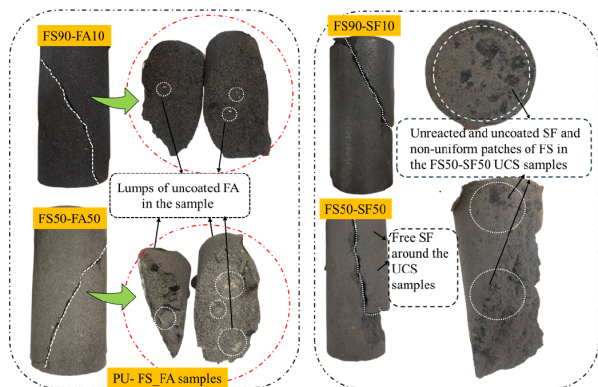 FS90-FA10
Lumps of uncoated FA
in the sample
FS50-FA50
PU- FS_FA samples
FS90-SF10
Unreacted and uncoated SF and
non-uniform patches of FS in
the FS50-SF50 UCS samples
FS50-SF50
Free SF
around the
UCS
samples